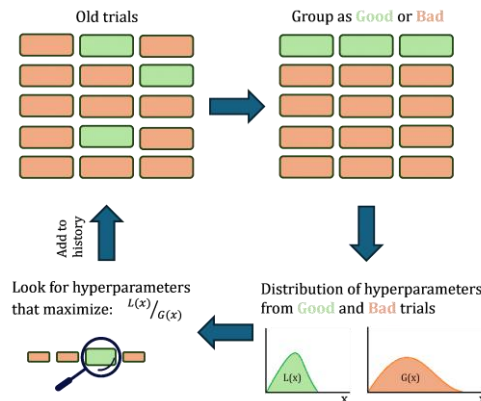 Old trials
Group as Good or Bad
Add to
history
Look for hyperparameters
that maximize: L(x)/G(x)
Distribution of hyperparameters
from Good and Bad trials
L(x)
G(x)
x